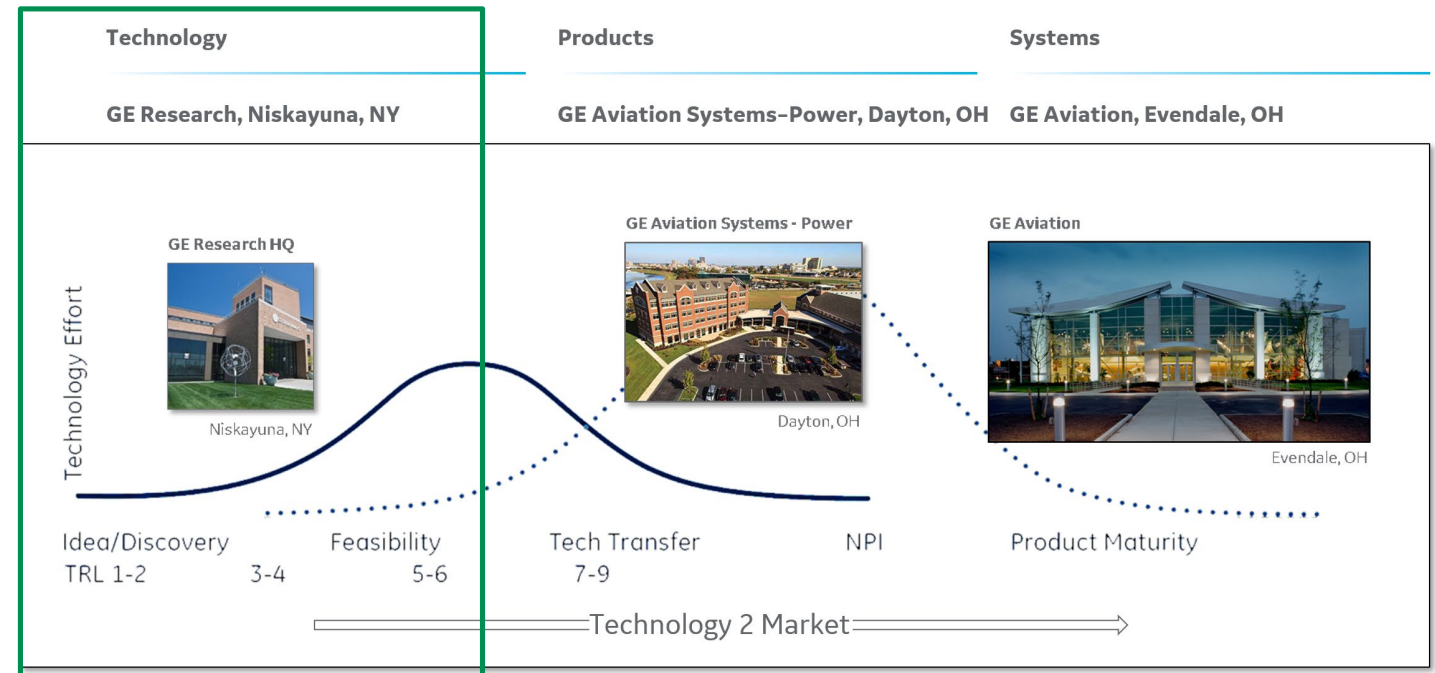 Technology
Products
Systems
GE Research, Niskayuna, NY
GE Aviation Systems–Power, Dayton, OH
GE Aviation, Evendale, OH
GE Research HQ
Niskayuna, NY
GE Aviation Systems - Power
Dayton, OH
GE Aviation
Evendale, OH
Technology Effort
Idea/Discovery
Feasibility
Tech Transfer
NPI
Product Maturity
TRL 1-2
3-4
5-6
7-9
Technology 2 Market